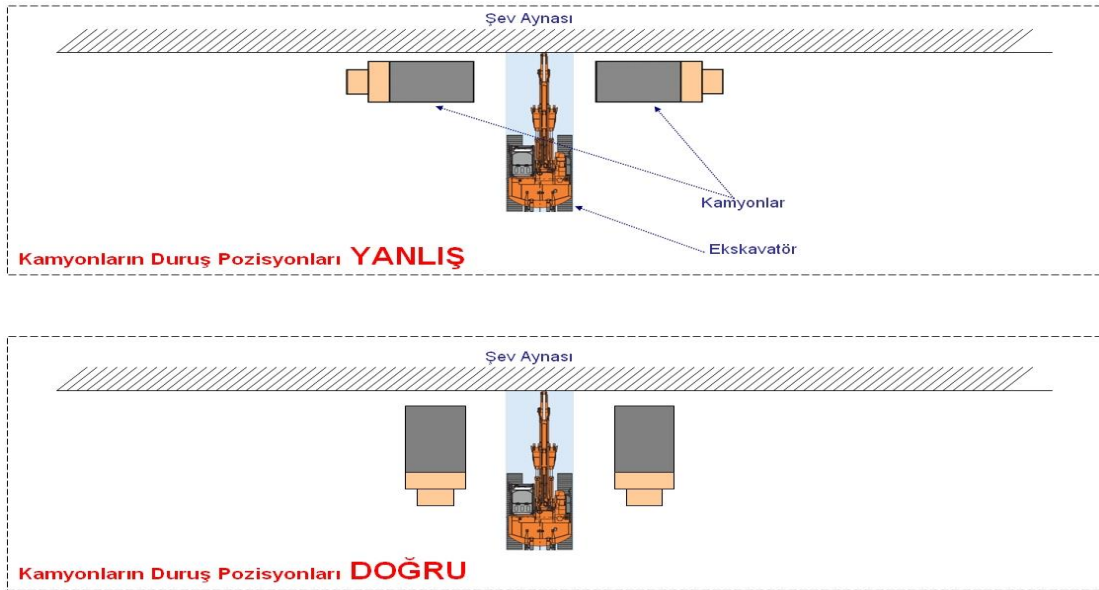 Şev Aynası
Kamyonlar
Ekskavatör
Kamyonların Duruş Pozisyonları YANLIŞ
Şev Aynası
Kamyonların Duruş Pozisyonları DOĞRU